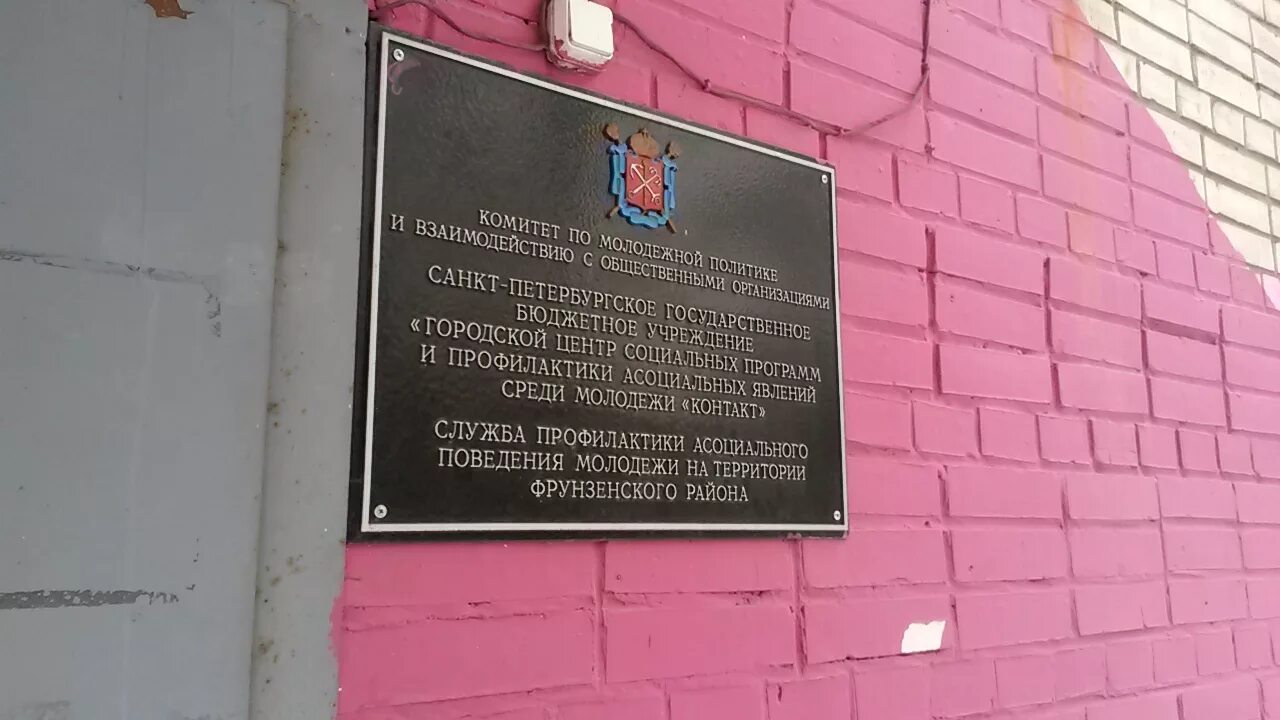 КОМИТЕТ ПО МОЛОДЕЖНОЙ ПОЛИТИКЕ
И ВЗАИМОДЕЙСТВИЮ С ОБЩЕСТВЕННЫМИ ОРГАНИЗАЦИЯМИ
САНКТ-ПЕТЕРБУРГСКОЕ ГОСУДАРСТВЕННОЕ
БЮДЖЕТНОЕ УЧРЕЖДЕНИЕ
«ГОРОДСКОЙ ЦЕНТР СОЦИАЛЬНЫХ ПРОГРАММ
И ПРОФИЛАКТИКИ АСОЦИАЛЬНЫХ ЯВЛЕНИЙ
СРЕДИ МОЛОДЕЖИ «КОНТАКТ»
СЛУЖБА ПРОФИЛАКТИКИ АСОЦИАЛЬНОГО
ПОВЕДЕНИЯ МОЛОДЕЖИ НА ТЕРРИТОРИИ
ФРУНЗЕНСКОГО РАЙОНА